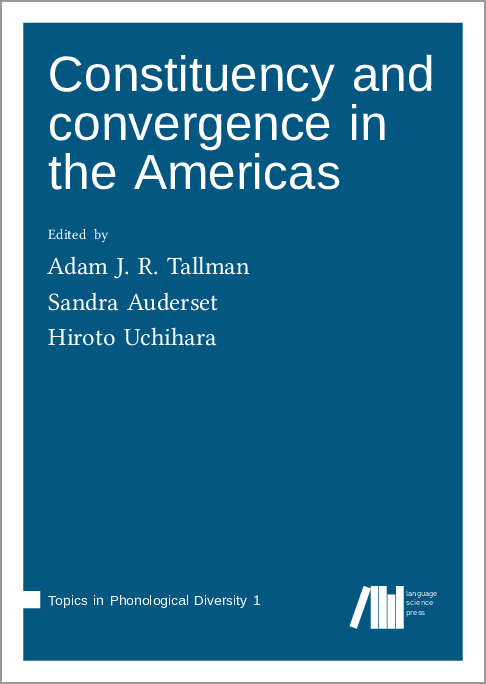 Constituency and
convergence in
the Americas
Edited by
Adam J. R. Tallman
Sandra Auderset
Hiroto Uchihara
Topics in Phonological Diversity 1
language
science
press